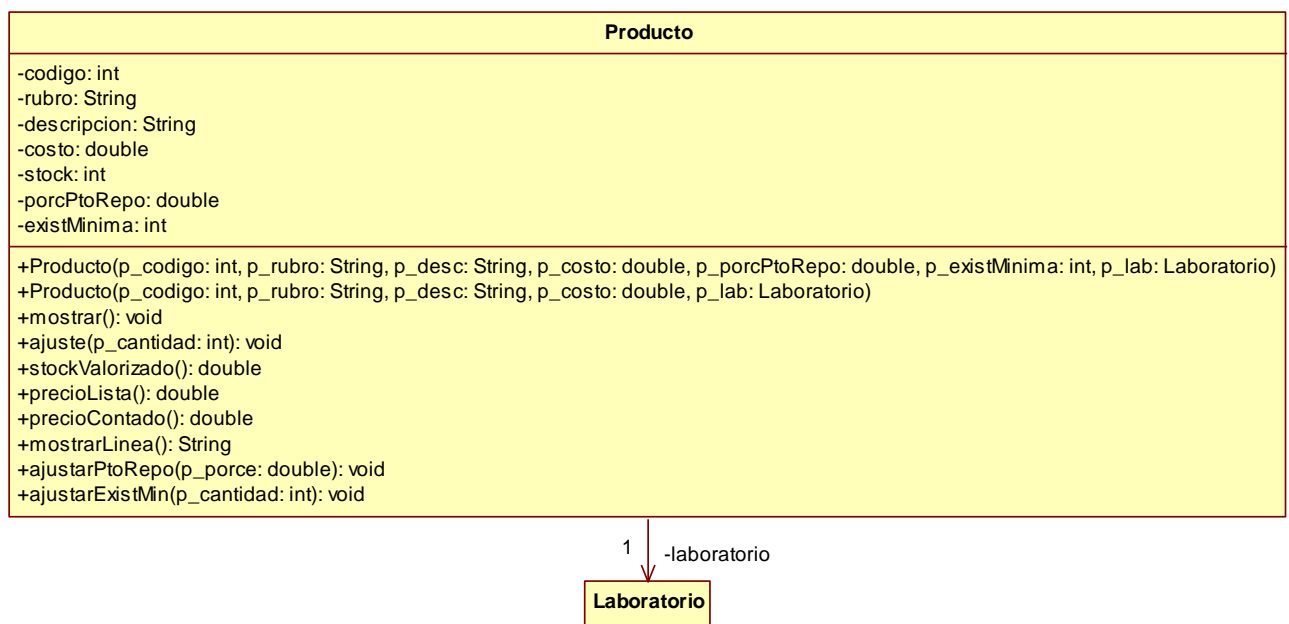 Producto
-codigo: int
-rubro: String
-descripcion: String
-costo: double
-stock: int
-porcPtoRepo: double
-existMinima: int
+Producto(p_codigo: int, p_rubro: String, p_desc: String, p_costo: double, p_porcPtoRepo: double, p_existMinima: int, p_lab: Laboratorio)
+Producto(p_codigo: int, p_rubro: String, p_desc: String, p_costo: double, p_lab: Laboratorio)
+mostrar(): void
+ajuste(p_cantidad: int): void
+stockValorizado(): double
+precioLista(): double
+precioContado(): double
+mostrarLinea(): String
+ajustarPtoRepo(p_porce: double): void
+ajustarExistMin(p_cantidad: int): void
1 -laboratorio
Laboratorio